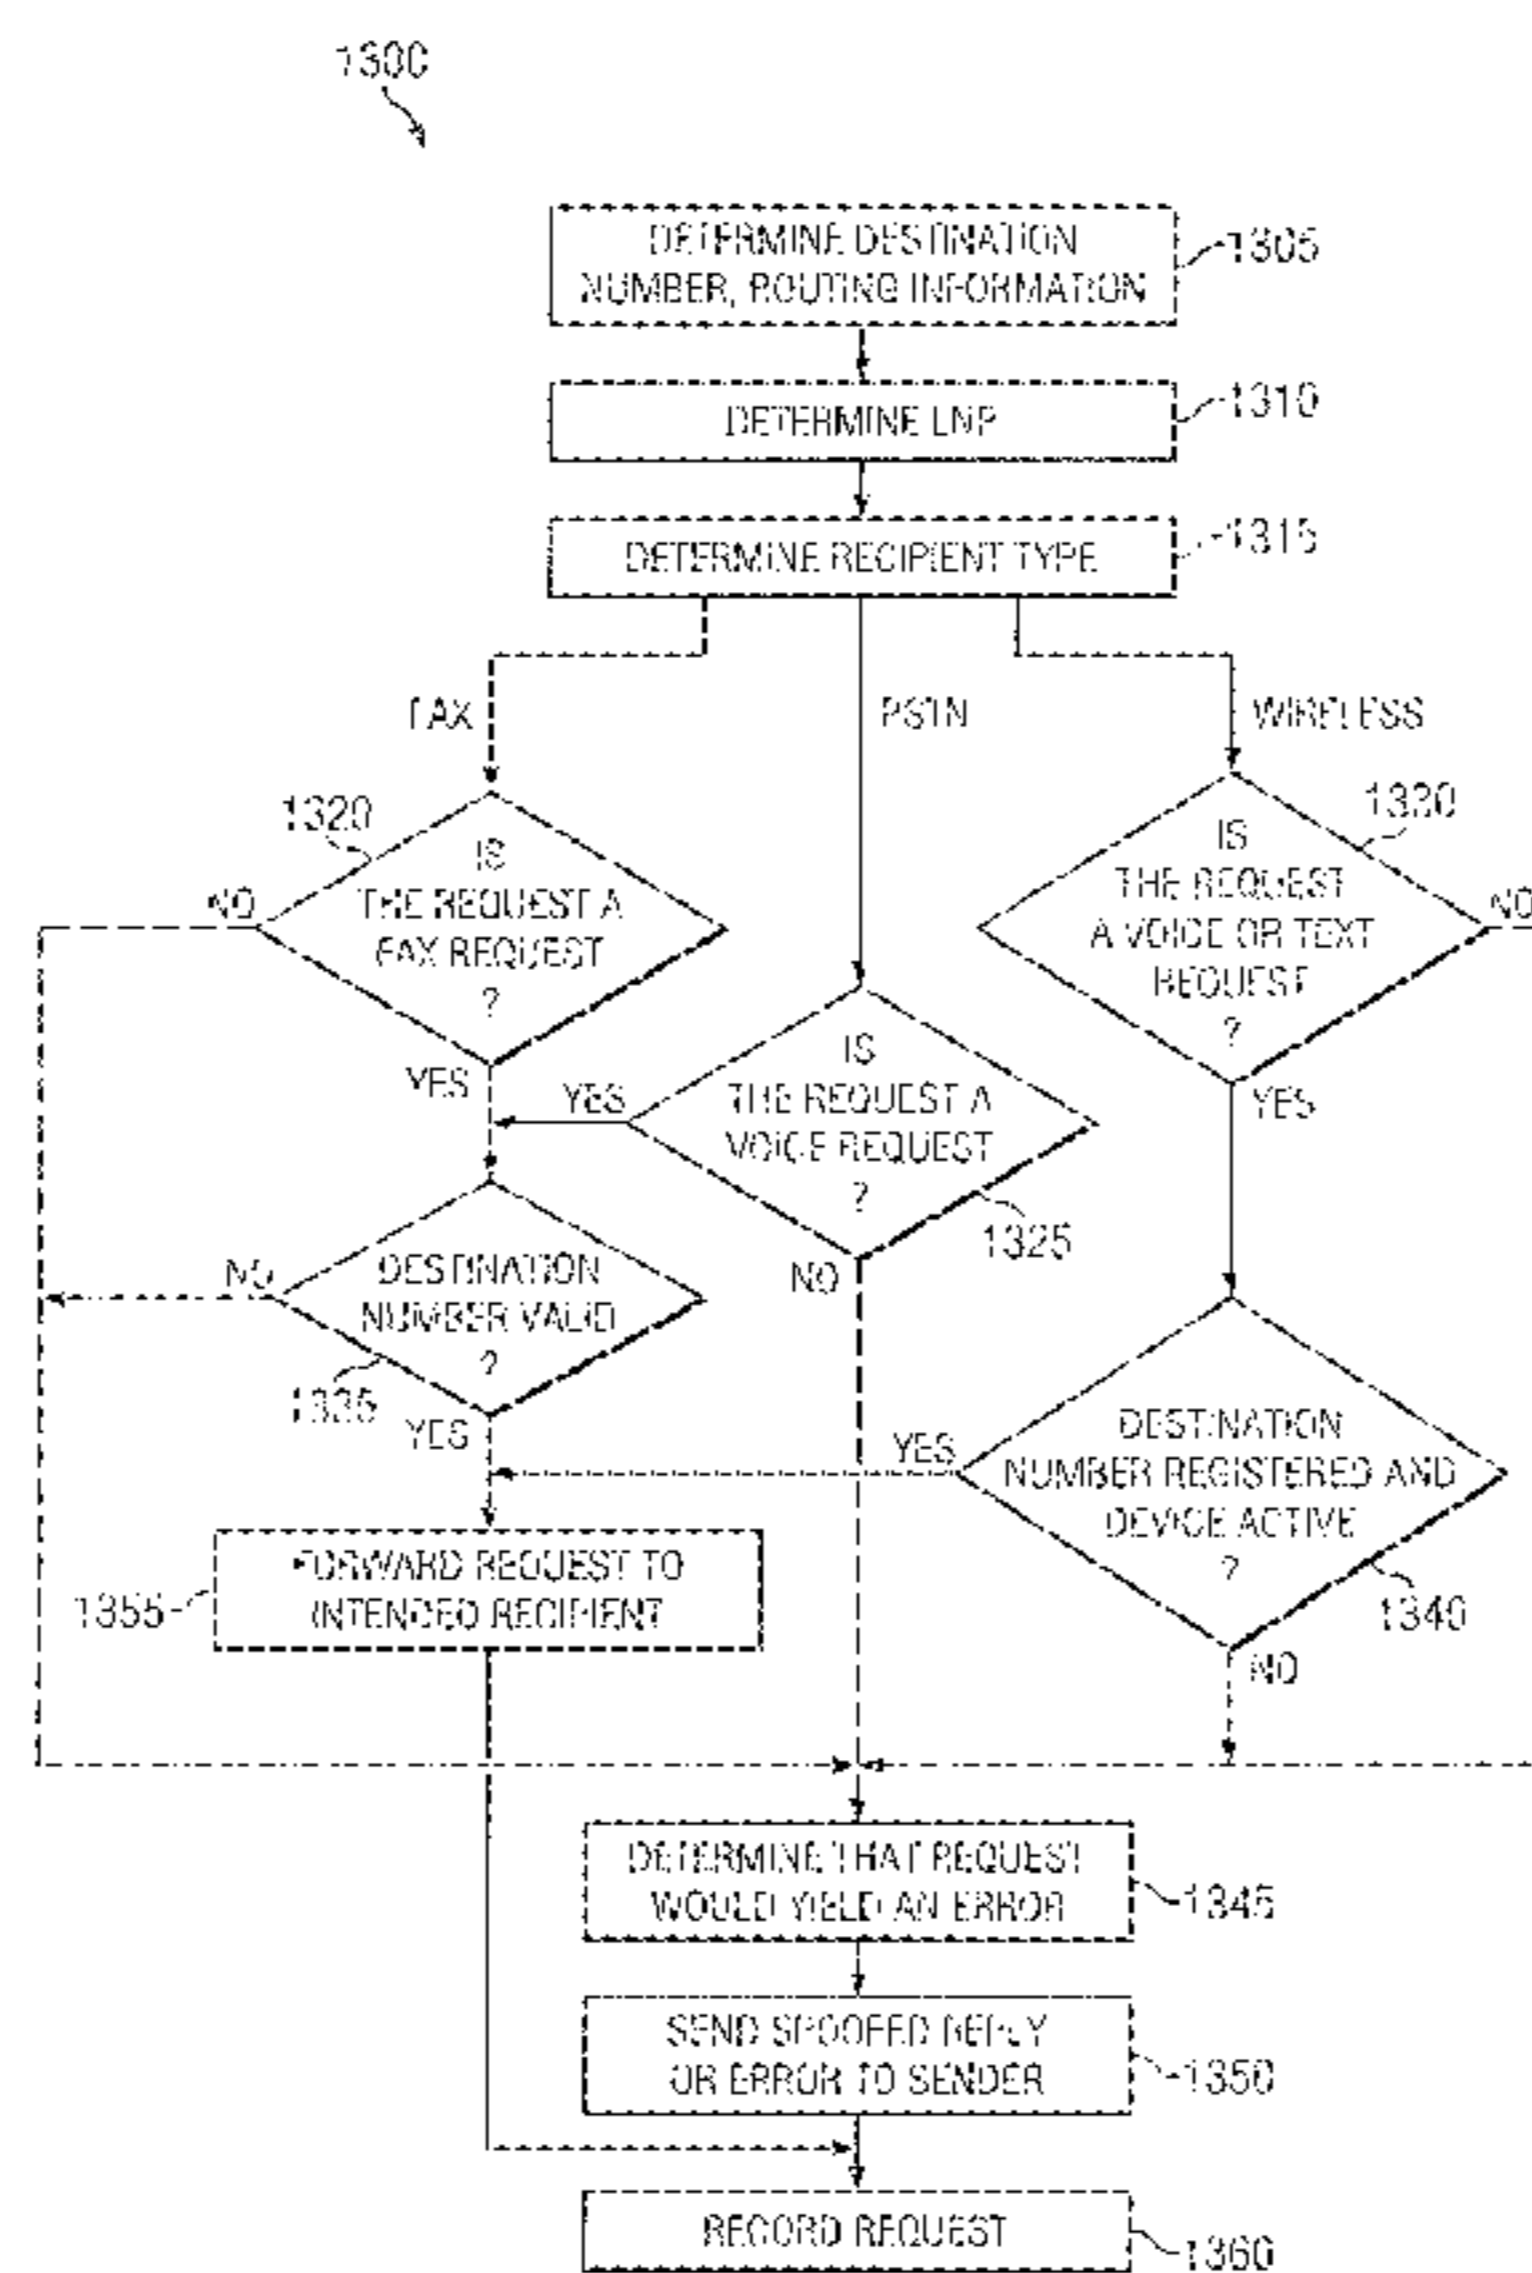 1300
DETERMINE DESTINATION
NUMBER, ROUTING INFORMATION
1305
DETERMINE LNP
1310
DETERMINE RECIPIENT TYPE
1315
FAX
PSTN
WIRELESS
1320
IS
THE REQUEST A
FAX REQUEST
?
NO
YES
1330
IS
THE REQUEST
A VOICE OR TEXT
REQUEST
?
NO
YES
IS
THE REQUEST A
VOICE REQUEST
?
YES
1325
NO
DESTINATION
NUMBER VALID
?
NO
1335
YES
DESTINATION
NUMBER REGISTERED AND
DEVICE ACTIVE
?
YES
1340
NO
FORWARD REQUEST TO
INTENDED RECIPIENT
1355
DETERMINE THAT REQUEST
WOULD YIELD AN ERROR
1345
SEND SPOOFED REPLY
OR ERROR TO SENDER
1350
RECORD REQUEST
1360